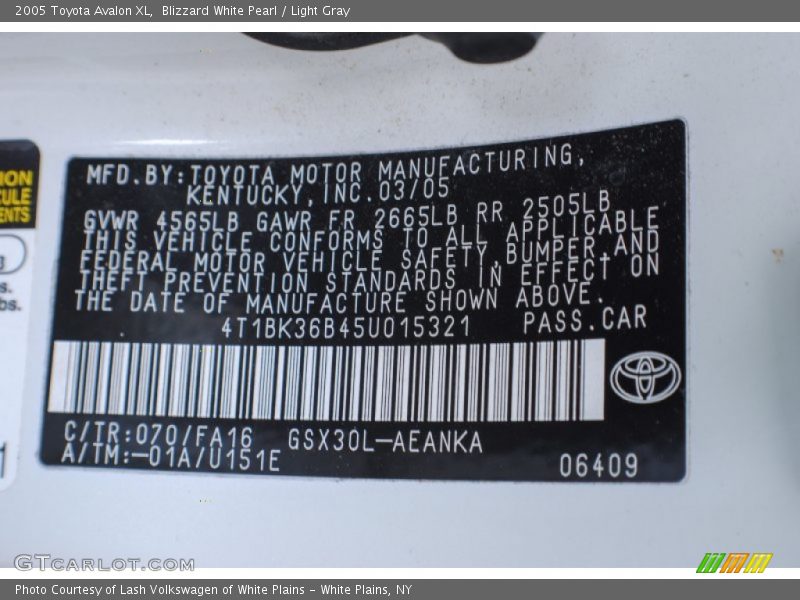 2005 Toyota Avalon XL, Blizzard White Pearl / Light Gray
MFD.BY:TOYOTA MOTOR MANUFACTURING,
KENTUCKY,INC.03/05
GVWR 4565LB GAWR FR 2665LB RR 2505LB
THIS VEHICLE CONFORMS TO ALL APPLICABLE
FEDERAL MOTOR VEHICLE SAFETY,BUMPER,AND
THEFT PREVENTION STANDARDS IN EFFECT ON
THE DATE OF MANUFACTURE SHOWN ABOVE.
4T1BK36B45U015321 PASS.CAR
C/TR:070/FA16 GSX30L-AEANKA
A/TM:-01A/U151E
06409
GTCARLOT.COM
Photo Courtesy of Lash Volkswagen of White Plains - White Plains, NY